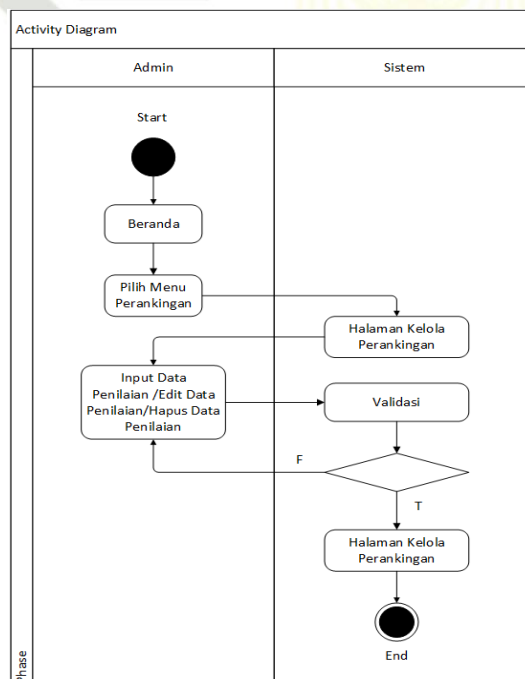 Activity Diagram
Admin
Sistem
Start
Beranda
Pilih Menu
Perankingan
Halaman Kelola
Perankingan
Input Data
Penilaian /Edit Data
Penilaian/Hapus Data
Penilaian
Validasi
F
T
Halaman Kelola
Perankingan
End
Phase